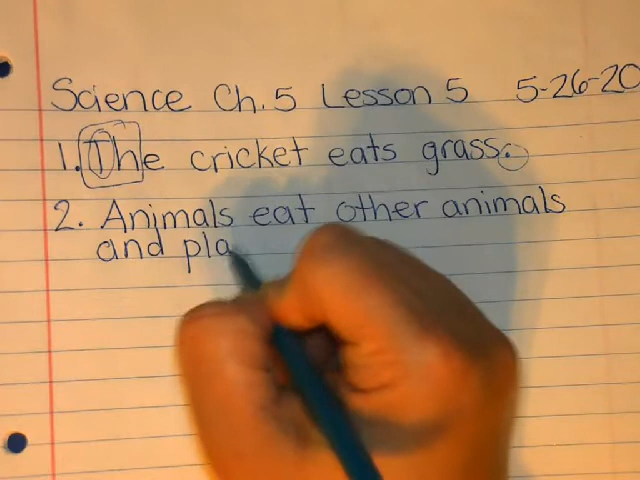 Science Ch. 5 Lesson 5 5-26-20
1. The cricket eats grass.
2. Animals eat other animals
and pla